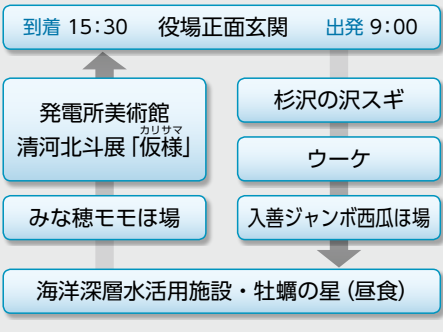 到着 15:30 役場正面玄関 出発 9:00
杉沢の沢スギ
ウーケ
入善ジャンボ西瓜ほ場
海洋深層水活用施設・牡蠣の星（昼食）
みな穂モモほ場
発電所美術館
カリサマ
清河北斗展「仮様」